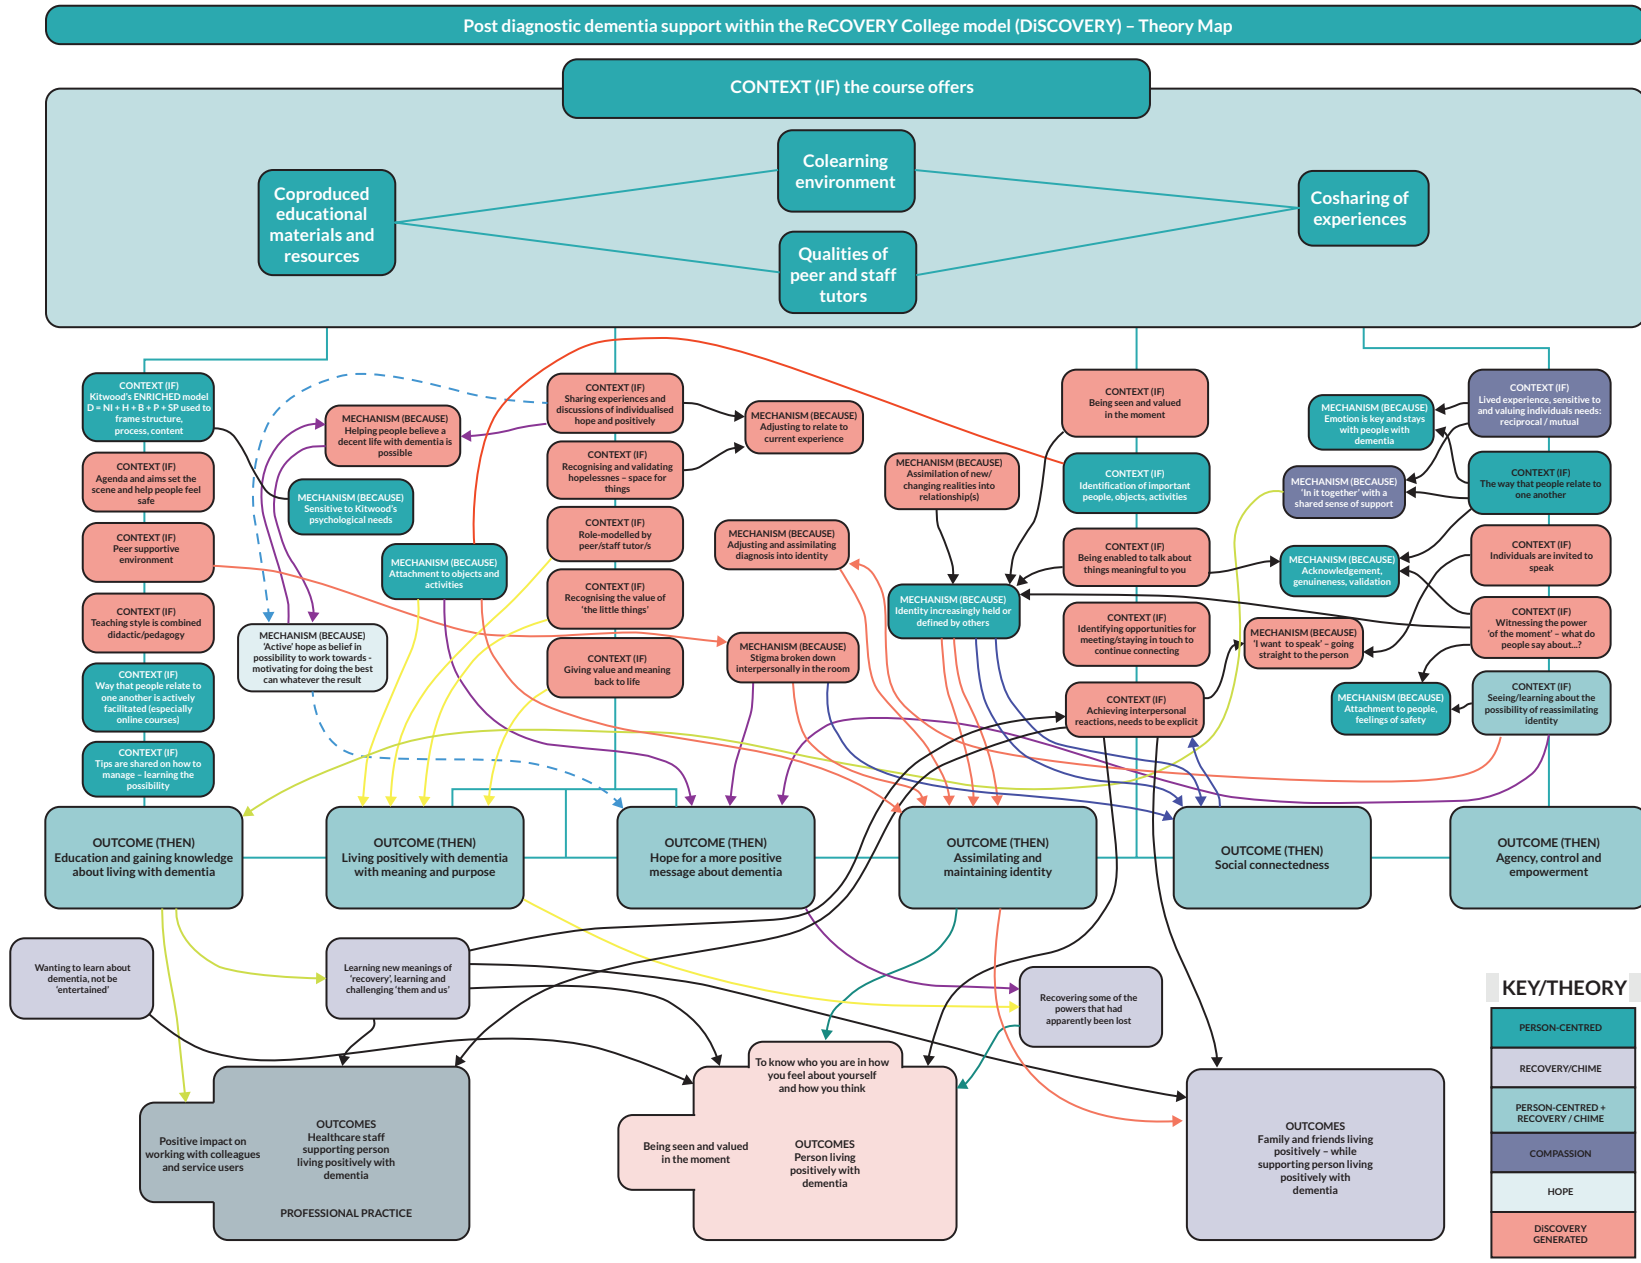 Post diagnostic dementia support within the ReCOVERY College model (DiSCOVERY) – Theory Map
CONTEXT (IF) the course offers
Colearning
environment
Coproduced
educational
materials and
resources
Cosharing of
experiences
Qualities of
peer and staff
tutors
CONTEXT (IF)
Kitwood's ENRICHED model
D = NI + H + B + P + SP used to
frame structure,
process, content
CONTEXT (IF)
Agenda and aims set the
scene and help people feel
safe
CONTEXT (IF)
Peer supportive
environment
CONTEXT (IF)
Teaching style is combined
didactic/pedagogy
CONTEXT (IF)
Way that people relate to
one another is actively
facilitated (especially
online courses)
CONTEXT (IF)
Tips are shared on how to
manage – learning the
possibility
MECHANISM (BECAUSE)
Helping people believe a
decent life with dementia is
possible
MECHANISM (BECAUSE)
Sensitive to Kitwood's
psychological needs
MECHANISM (BECAUSE)
Attachment to objects and
activities
MECHANISM (BECAUSE)
'Active' hope as belief in
possibility to work towards -
motivating for doing the best
can whatever the result
CONTEXT (IF)
Sharing experiences and
discussions of individualised
hope and positively
CONTEXT (IF)
Recognising and validating
hopelessnes – space for
things
CONTEXT (IF)
Role-modelled by
peer/staff tutor/s
CONTEXT (IF)
Recognising the value of
'the little things'
CONTEXT (IF)
Giving value and meaning
back to life
MECHANISM (BECAUSE)
Adjusting to relate to
current experience
MECHANISM (BECAUSE)
Adjusting and assimilating
diagnosis into identity
MECHANISM (BECAUSE)
Stigma broken down
interpersonally in the room
MECHANISM (BECAUSE)
Assimilation of new/
changing realities into
relationship(s)
MECHANISM (BECAUSE)
Identity increasingly held or
defined by others
CONTEXT (IF)
Being seen and valued
in the moment
CONTEXT (IF)
Identification of important
people, objects, activities
CONTEXT (IF)
Being enabled to talk about
things meaningful to you
CONTEXT (IF)
Identifying opportunities for
meeting/staying in touch to
continue connecting
CONTEXT (IF)
Achieving interpersonal
reactions, needs to be explicit
MECHANISM (BECAUSE)
Emotion is key and stays
with people with
dementia
MECHANISM (BECAUSE)
'In it together' with a
shared sense of support
MECHANISM (BECAUSE)
Acknowledgement,
genuineness, validation
MECHANISM (BECAUSE)
'I want to speak' – going
straight to the person
MECHANISM (BECAUSE)
Attachment to people,
feelings of safety
CONTEXT (IF)
Lived experience, sensitive to
and valuing individuals needs:
reciprocal / mutual
CONTEXT (IF)
The way that people relate to
one another
CONTEXT (IF)
Individuals are invited to
speak
CONTEXT (IF)
Witnessing the power
'of the moment' – what do
people say about...?
CONTEXT (IF)
Seeing/learning about the
possibility of reassimilating
identity
OUTCOME (THEN)
Education and gaining knowledge
about living with dementia
OUTCOME (THEN)
Living positively with dementia
with meaning and purpose
OUTCOME (THEN)
Hope for a more positive
message about dementia
OUTCOME (THEN)
Assimilating and
maintaining identity
OUTCOME (THEN)
Social connectedness
OUTCOME (THEN)
Agency, control and
empowerment
Wanting to learn about
dementia, not be
'entertained'
Learning new meanings of
'recovery', learning and
challenging 'them and us'
Recovering some of the
powers that had
apparently been lost
Positive impact on
working with colleagues
and service users
OUTCOMES
Healthcare staff
supporting person
living positively with
dementia
PROFESSIONAL PRACTICE
To know who you are in how
you feel about yourself
and how you think
Being seen and valued
in the moment
OUTCOMES
Person living
positively with
dementia
OUTCOMES
Family and friends living
positively – while
supporting person living
positively with
dementia
KEY/THEORY
PERSON-CENTRED
RECOVERY/CHIME
PERSON-CENTRED +
RECOVERY / CHIME
COMPASSION
HOPE
DiSCOVERY
GENERATED